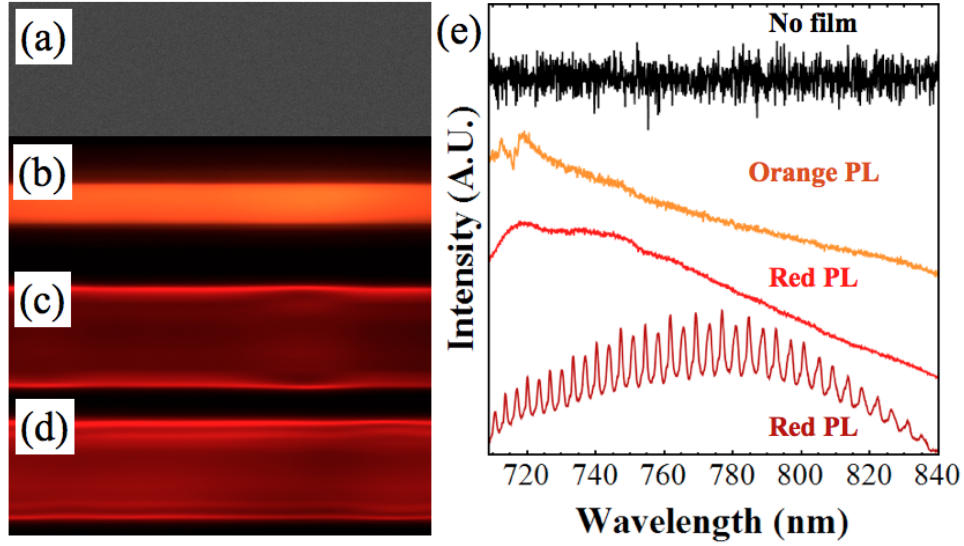 (a)
(b)
(c)
(d)
(e)
No film
Orange PL
Red PL
Red PL
Intensity (A.U.)
720 740 760 780 800 820 840
Wavelength (nm)